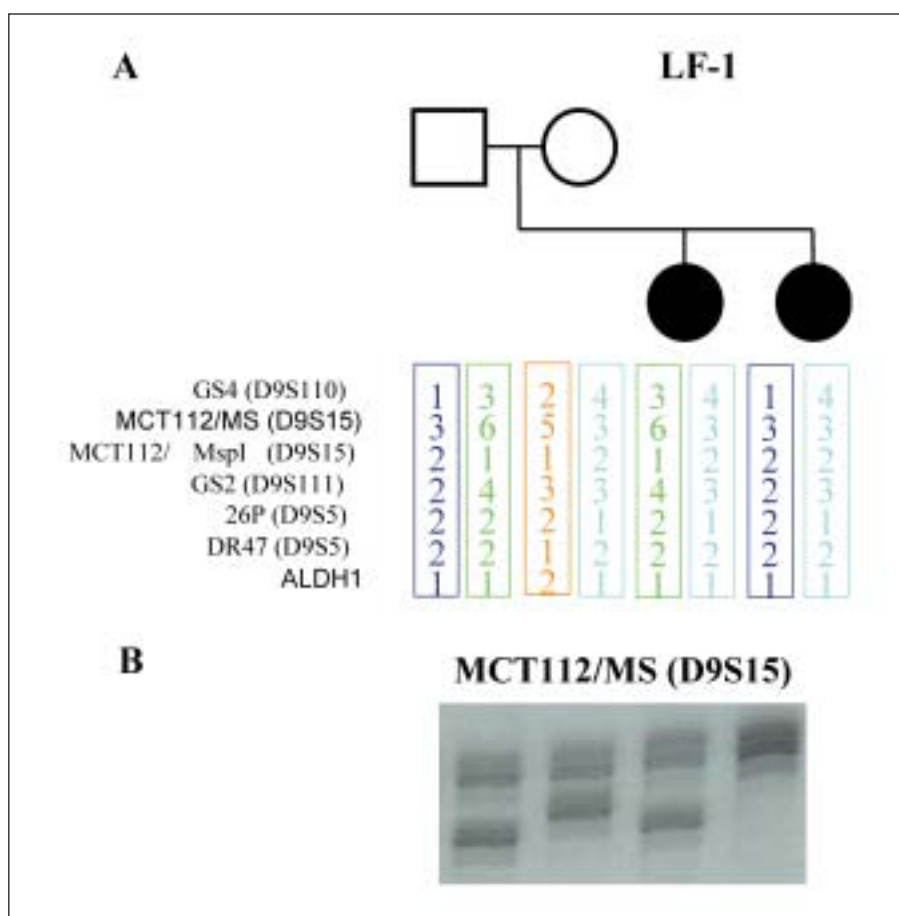 A LF-1
GS4 (D9S110) 1 3 2 4 3 4 1 4
MCT112/MS (D9S15) 3 6 5 3 6 3 3 3
MCT112/ MspI (D9S15) 2 1 1 2 1 2 2 2
GS2 (D9S111) 2 4 3 3 4 3 2 3
26P (D9S5) 2 2 2 1 2 1 2 1
DR47 (D9S5) 2 2 1 2 2 2 2 2
ALDH1 1 1 2 1 1 1 1 1
B MCT112/MS (D9S15)